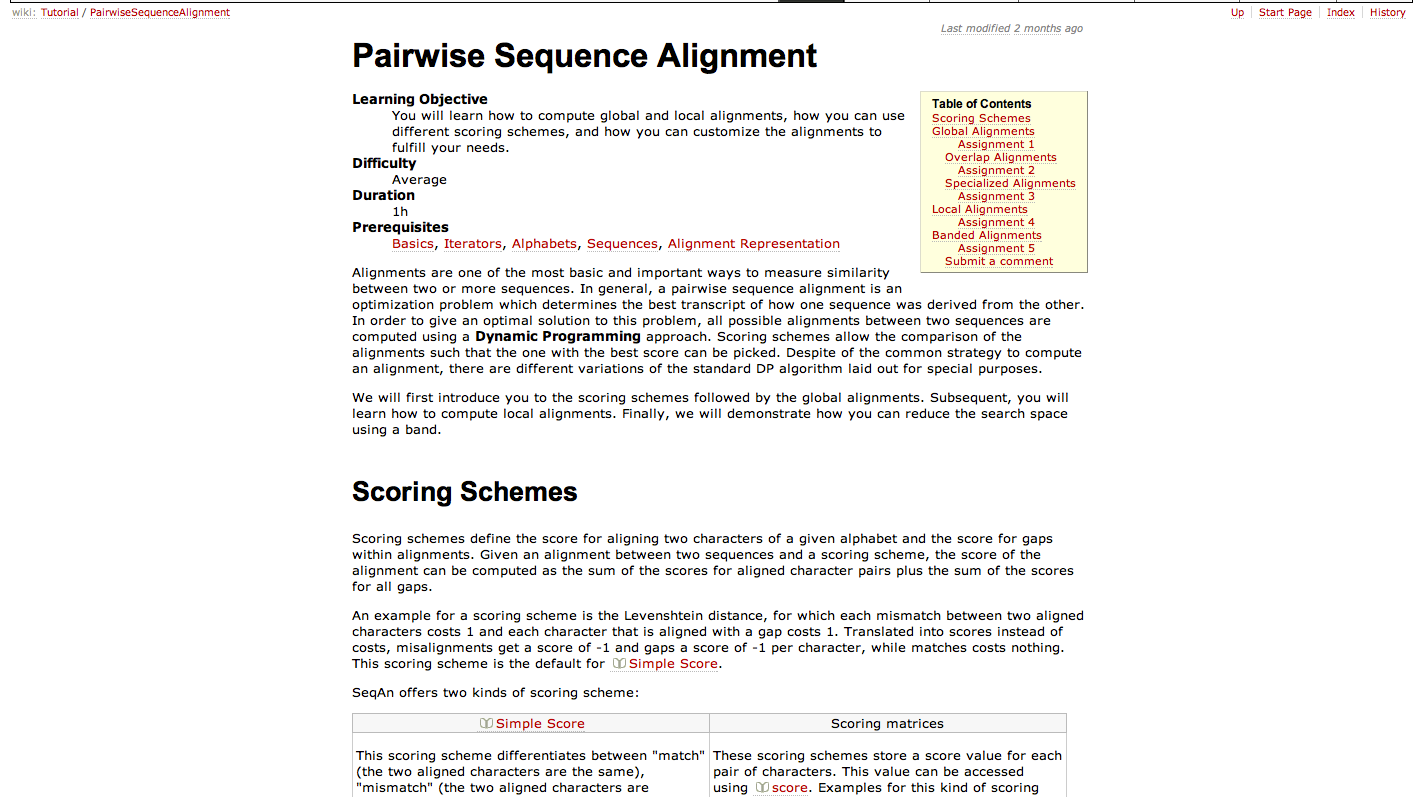 wiki: Tutorial / PairwiseSequenceAlignment
Up Start Page Index History
Last modified 2 months ago
Pairwise Sequence Alignment
Learning Objective
You will learn how to compute global and local alignments, how you can use
different scoring schemes, and how you can customize the alignments to
fulfill your needs.
Difficulty
Average
Duration
1h
Prerequisites
Basics, Iterators, Alphabets, Sequences, Alignment Representation
Table of Contents
Scoring Schemes
Global Alignments
Assignment 1
Overlap Alignments
Assignment 2
Specialized Alignments
Assignment 3
Local Alignments
Assignment 4
Banded Alignments
Assignment 5
Submit a comment
Alignments are one of the most basic and important ways to measure similarity
between two or more sequences. In general, a pairwise sequence alignment is an
optimization problem which determines the best transcript of how one sequence was derived from the other.
In order to give an optimal solution to this problem, all possible alignments between two sequences are
computed using a Dynamic Programming approach. Scoring schemes allow the comparison of the
alignments such that the one with the best score can be picked. Despite of the common strategy to compute
an alignment, there are different variations of the standard DP algorithm laid out for special purposes.
We will first introduce you to the scoring schemes followed by the global alignments. Subsequent, you will
learn how to compute local alignments. Finally, we will demonstrate how you can reduce the search space
using a band.
Scoring Schemes
Scoring schemes define the score for aligning two characters of a given alphabet and the score for gaps
within alignments. Given an alignment between two sequences and a scoring scheme, the score of the
alignment can be computed as the sum of the scores for aligned character pairs plus the sum of the scores
for all gaps.
An example for a scoring scheme is the Levenshtein distance, for which each mismatch between two aligned
characters costs 1 and each character that is aligned with a gap costs 1. Translated into scores instead of
costs, misalignments get a score of -1 and gaps a score of -1 per character, while matches costs nothing.
This scoring scheme is the default for Simple Score.
SeqAn offers two kinds of scoring scheme:
Simple Score
This scoring scheme differentiates between "match"
(the two aligned characters are the same),
"mismatch" (the two aligned characters are
Scoring matrices
These scoring schemes store a score value for each
pair of characters. This value can be accessed
using score. Examples for this kind of scoring